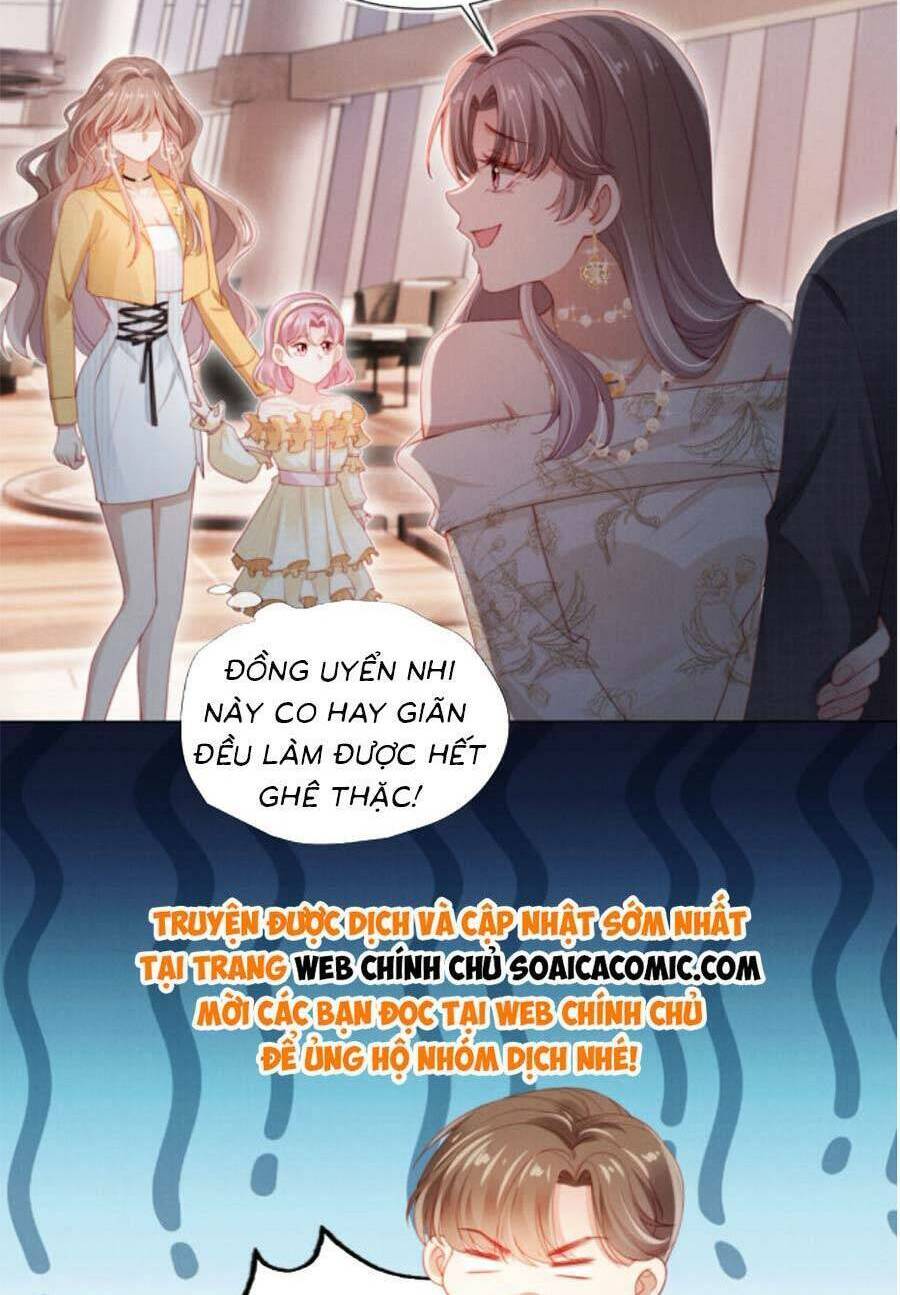 ĐỒNG UYỂN NHI
NÀY CO HAY GIÃN
ĐỀU LÀM ĐƯỢC HẾT
GHÊ THẬC!
TRUYỆN ĐƯỢC DỊCH VÀ CẬP NHẬT SỚM NHẤT
TẠI TRANG WEB CHÍNH CHỦ SOAICACOMIC.COM
MỜI CÁC BẠN ĐỌC TẠI WEB CHÍNH CHỦ
ĐỂ ỦNG HỘ NHÓM DỊCH NHÉ!